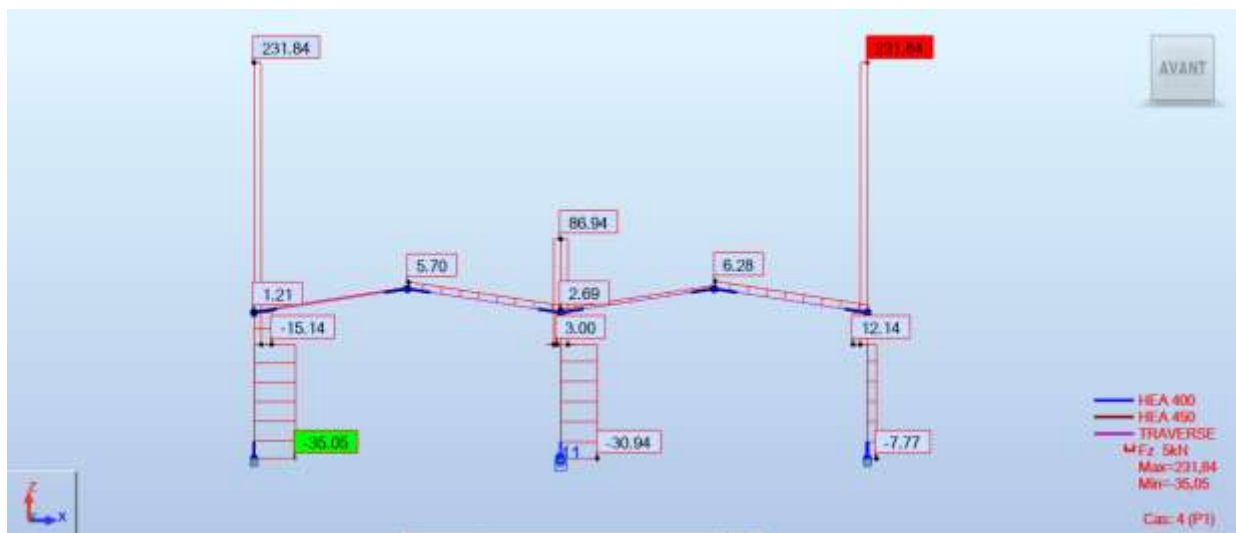 231.84
231.84
AVANT
86.94
5.70
6.28
1.21
2.69
-15.14
3.00
12.14
-35.05
11
-30.94
-7.77
HEA 400
HEA 450
TRAVERSE
Fz 5kN
Max=231,84
Min=-35,05
Cas: 4 (P1)
Z
X